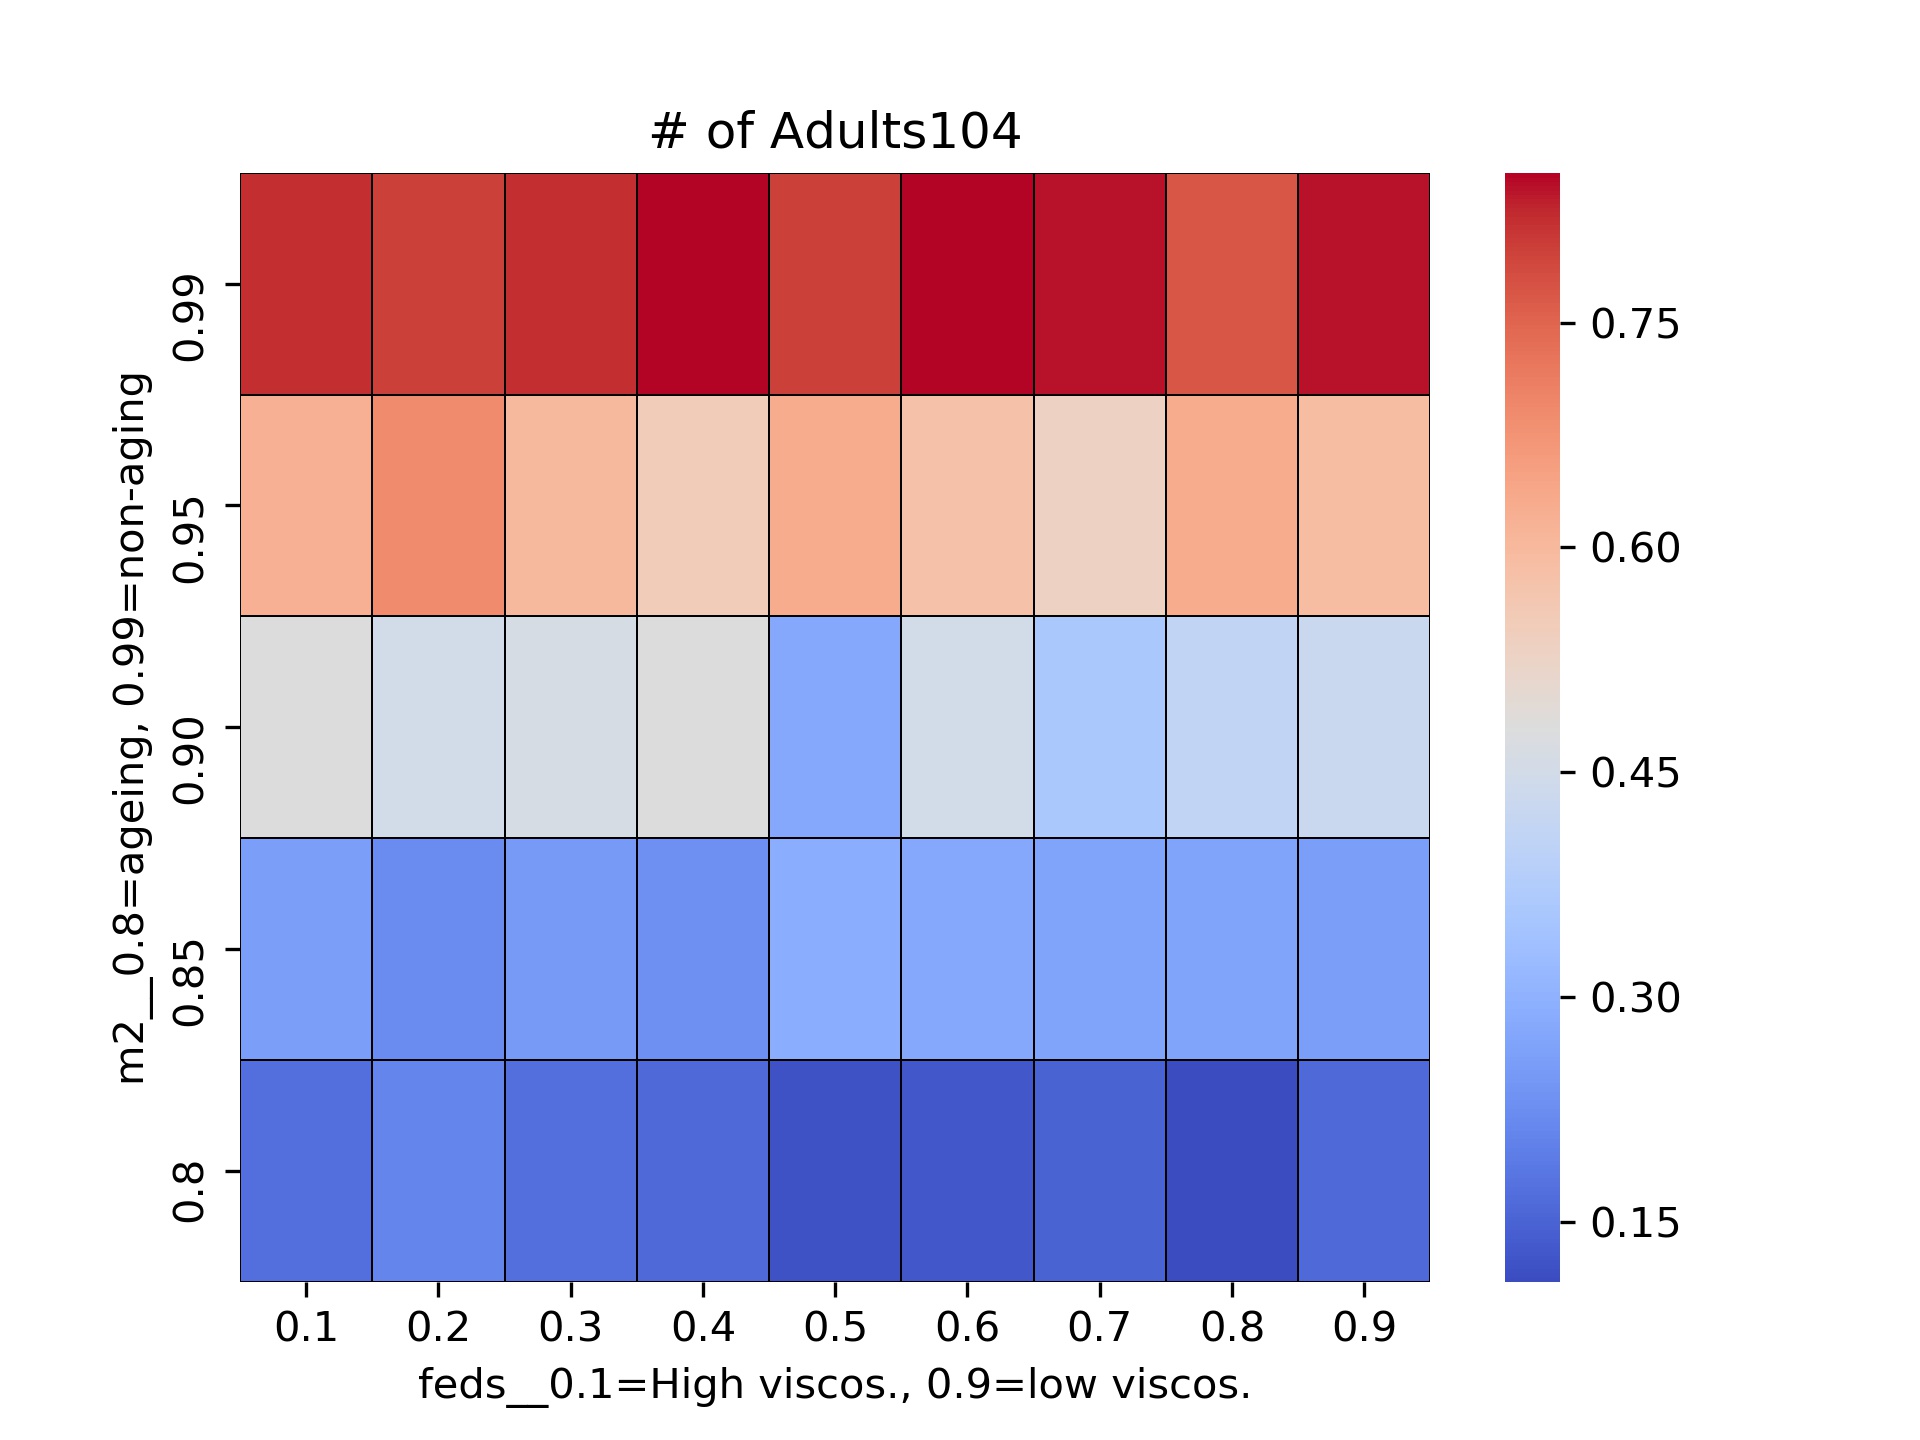 # of Adults104
m2__0.8=ageing, 0.99=non-aging
0.99
0.95
0.90
0.85
0.8
0.1 0.2 0.3 0.4 0.5 0.6 0.7 0.8 0.9
feds__0.1=High viscos., 0.9=low viscos.
0.75
0.60
0.45
0.30
0.15